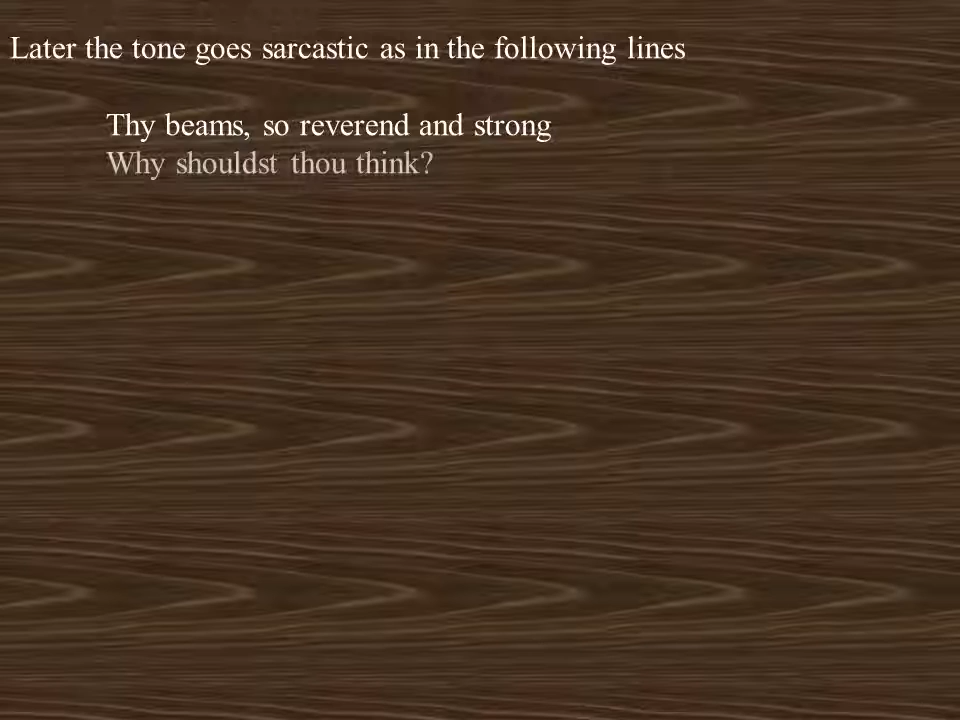 Later the tone goes sarcastic as in the following lines
Thy beams, so reverend and strong
Why shouldst thou think?